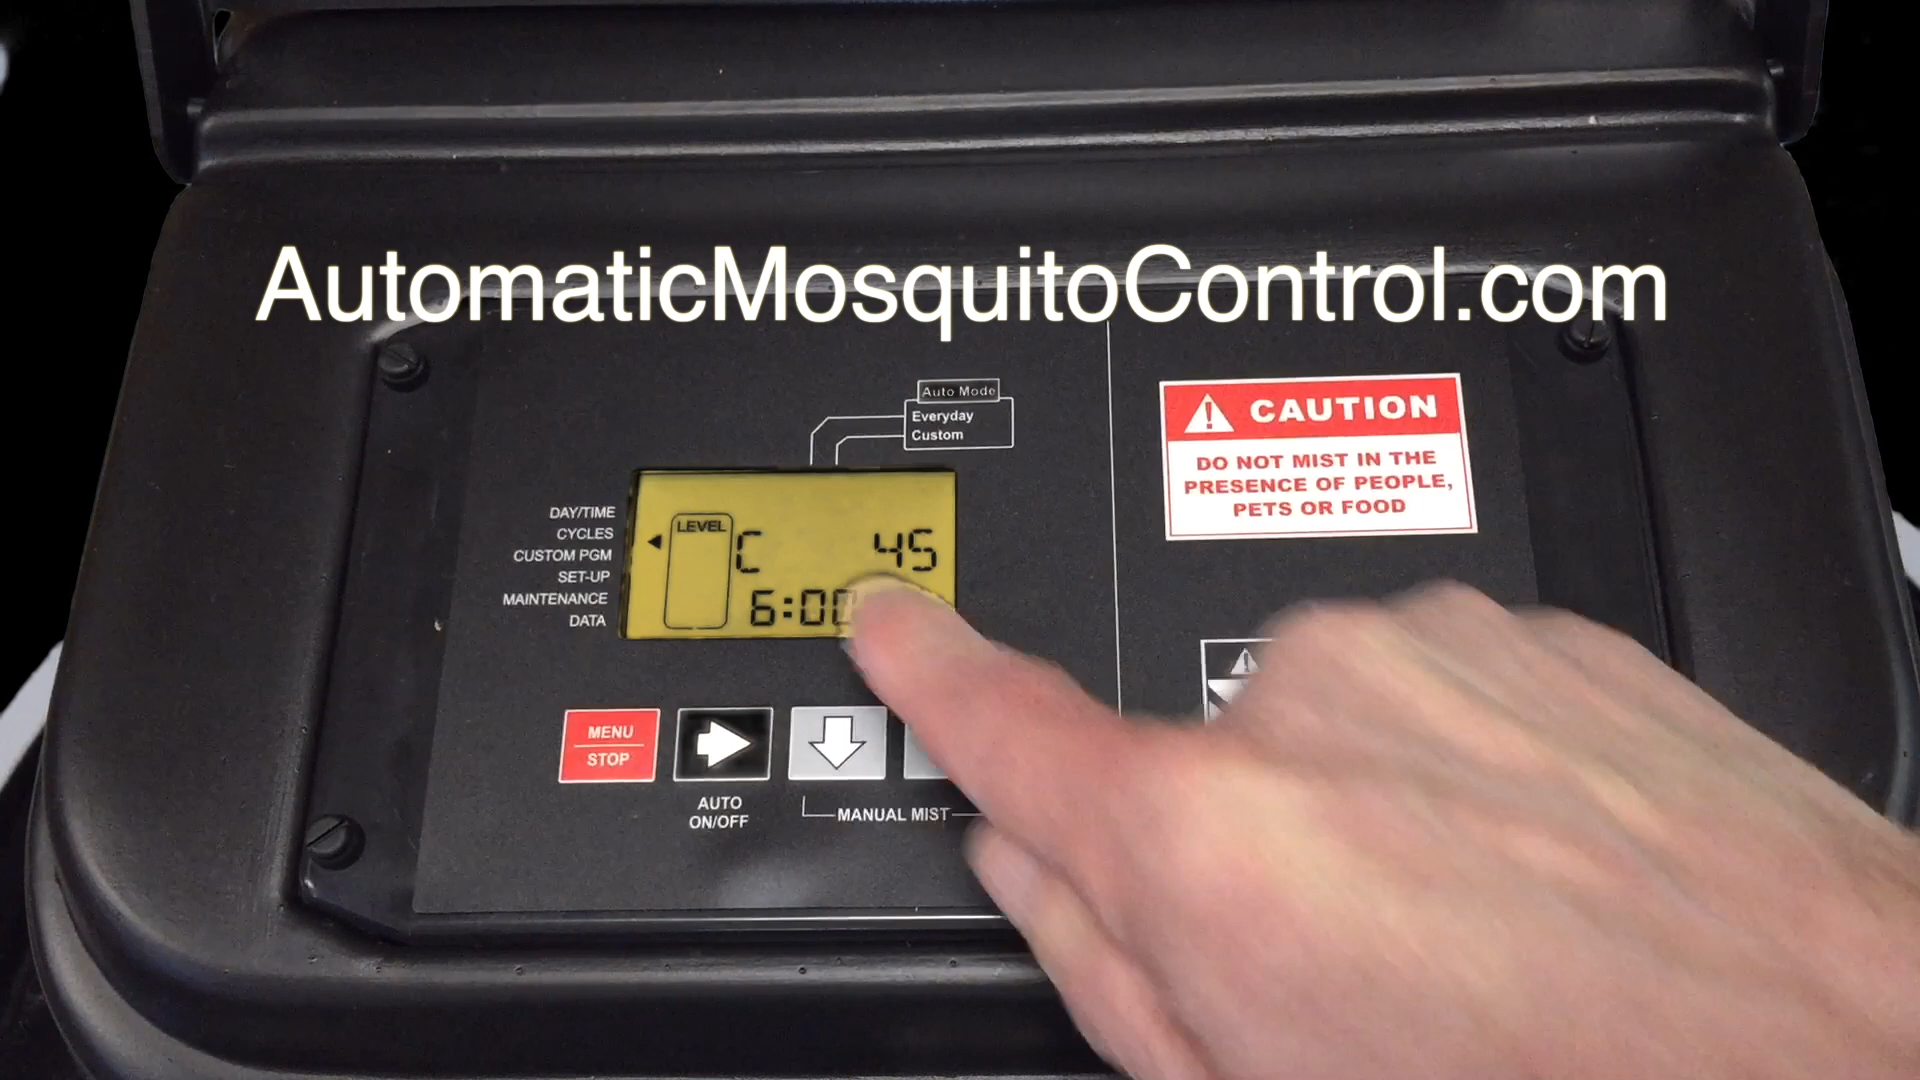 AutomaticMosquitoControl.com
Auto Mode
Everyday
Custom
CAUTION
DO NOT MIST IN THE
PRESENCE OF PEOPLE,
PETS OR FOOD
DAY/TIME
CYCLES
CUSTOM PGM
SET-UP
MAINTENANCE
DATA
LEVEL
C 45
6:00
MENU
STOP
AUTO
ON/OFF
MANUAL MIST